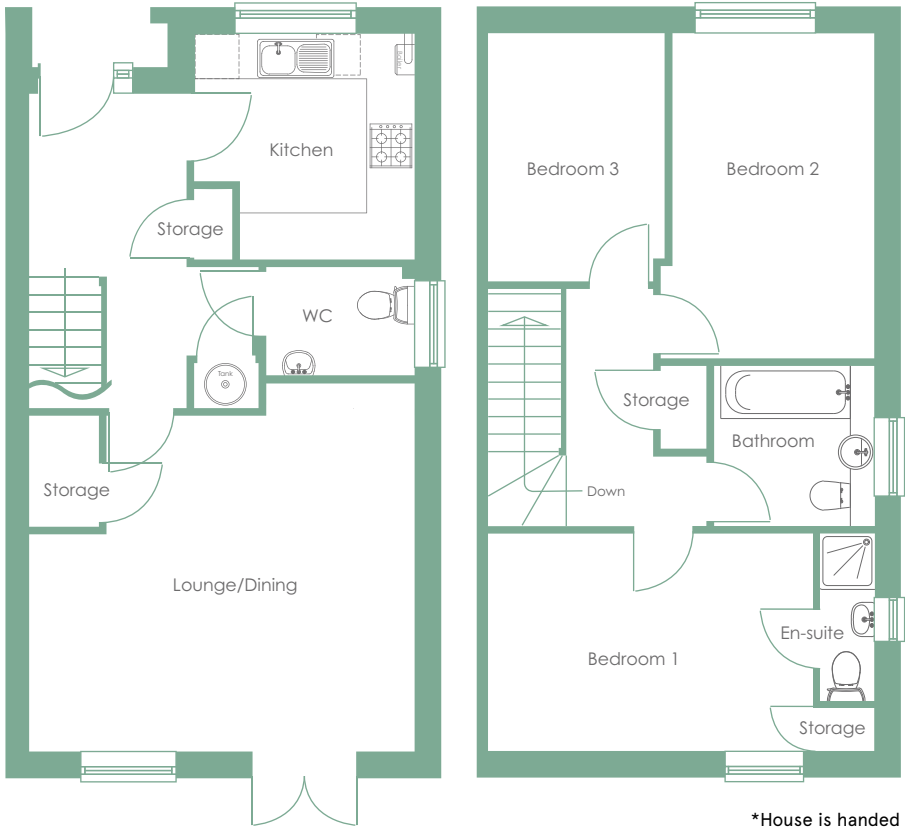 Kitchen
Storage
WC
Tank
Storage
Lounge/Dining
Bedroom 3
Bedroom 2
Storage
Bathroom
Down
En-suite
Bedroom 1
Storage
*House is handed